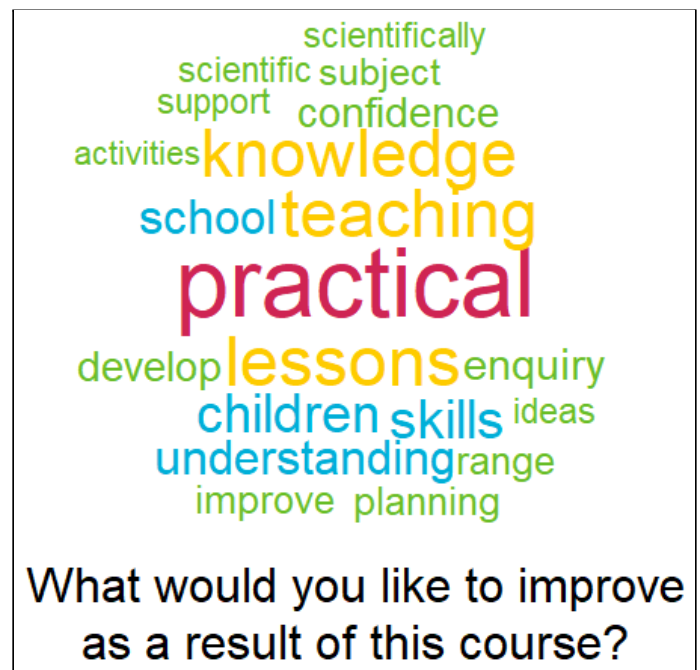 scientifically
scientific subject
support confidence
activities knowledge
school teaching
practical
develop lessons enquiry
children skills ideas
understanding range
improve planning
What would you like to improve
as a result of this course?